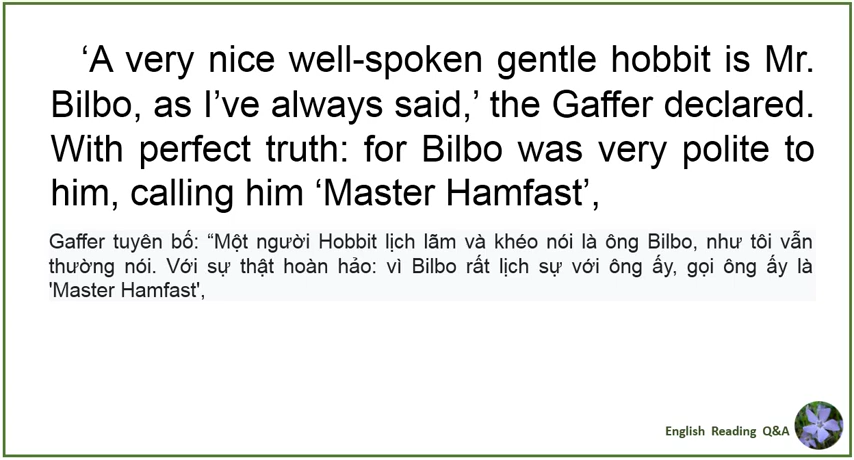 ‘A very nice well-spoken gentle hobbit is Mr.
Bilbo, as I’ve always said,’ the Gaffer declared.
With perfect truth: for Bilbo was very polite to
him, calling him ‘Master Hamfast’,
Gaffer tuyên bố: “Một người Hobbit lịch lãm và khéo nói là ông Bilbo, như tôi vẫn
thường nói. Với sự thật hoàn hảo: vì Bilbo rất lịch sự với ông ấy, gọi ông ấy là
'Master Hamfast',
English Reading Q&A